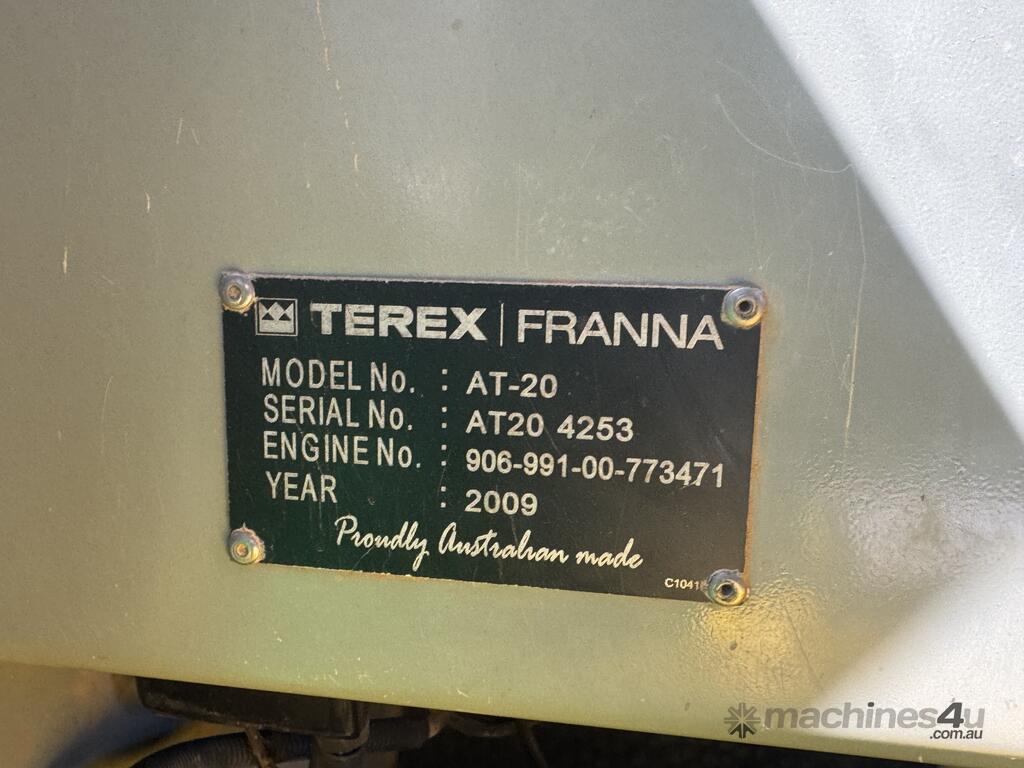 TEREX | FRANNA
MODEL No. : AT-20
SERIAL No. : AT20 4253
ENGINE No. : 906-991-00-773471
YEAR : 2009
Proudly Australian made
machines4u
.com.au